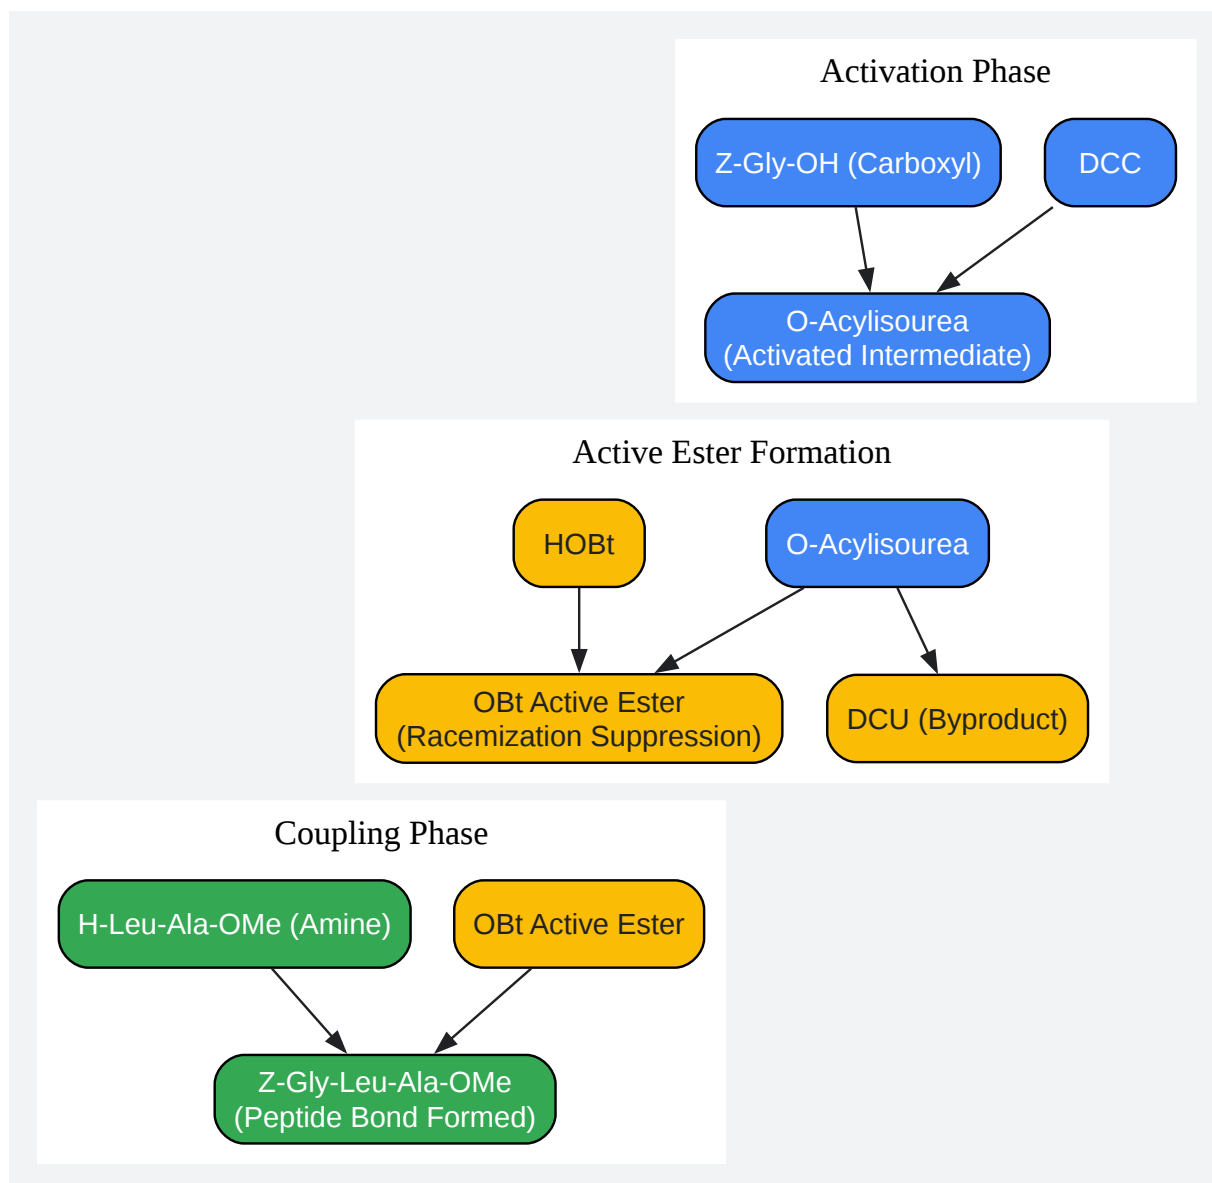 Activation Phase
Z-Gly-OH (Carboxyl)
DCC
O-Acylisourea
(Activated Intermediate)
Active Ester Formation
HOBt
O-Acylisourea
OBt Active Ester
(Racemization Suppression)
DCU (Byproduct)
Coupling Phase
H-Leu-Ala-OMe (Amine)
OBt Active Ester
Z-Gly-Leu-Ala-OMe
(Peptide Bond Formed)